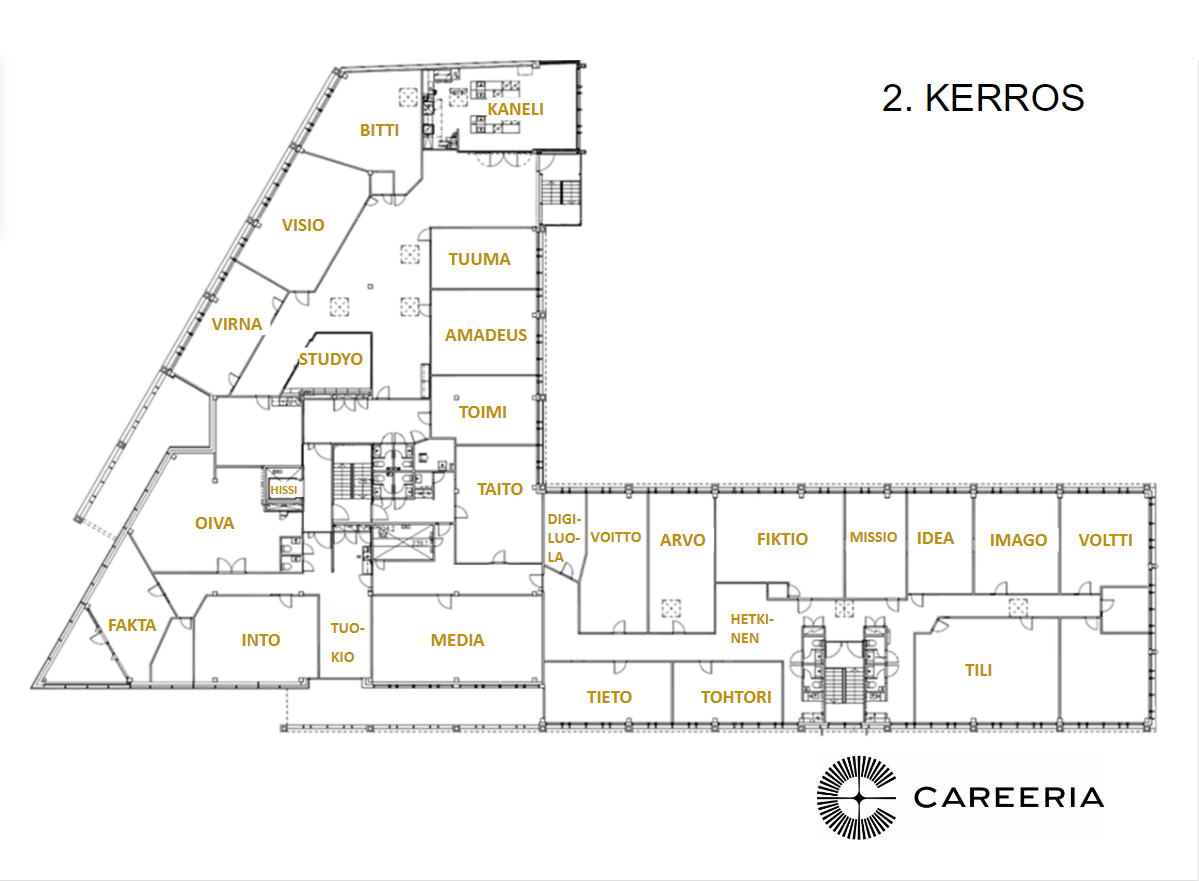 2. KERROS
KANELI
BITTI
VISIO
TUUMA
VIRNA
AMADEUS
STUDYO
TOIMI
TAITO
HISSI
OIVA
DIGI-
LUO-
LA
VOITTO
ARVO
FIKTIO
MISSIO
IDEA
IMAGO
VOLTTI
FAKTA
INTO
TUO-
KIO
MEDIA
HETKI-
NEN
TIETO
TOHTORI
TILI
CAREERIA